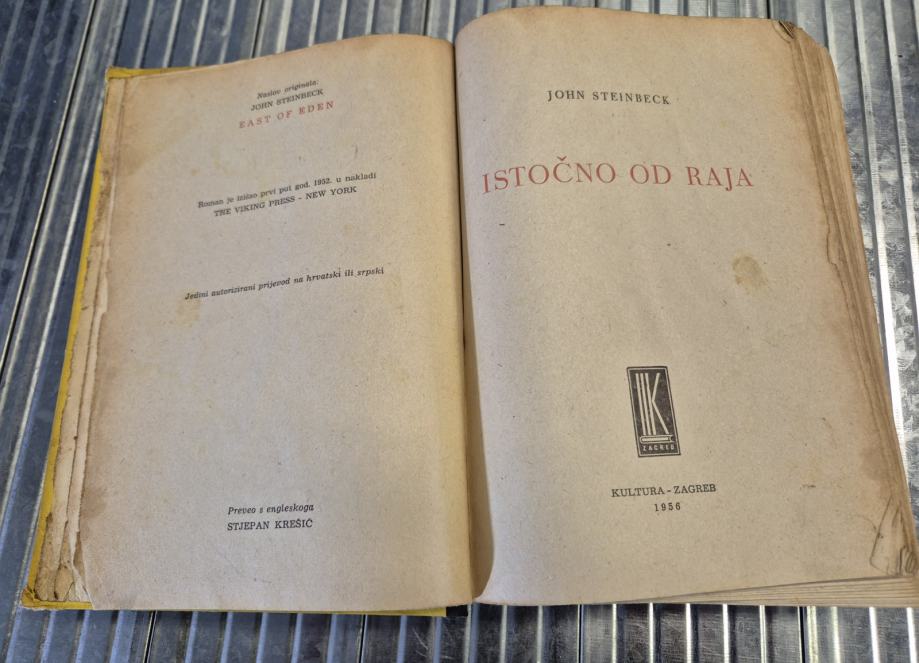 Naslov originala:
JOHN STEINBECK
EAST OF EDEN
Roman je izišao prvi put god. 1952. u nakladi
THE VIKING PRESS - NEW YORK
Jedini autorizirani prijevod na hrvatski ili srpski
Preveo s engleskoga
STJEPAN KREŠIĆ
JOHN STEINBECK
ISTOČNO OD RAJA
K
ZAGREB
KULTURA - ZAGREB
1956